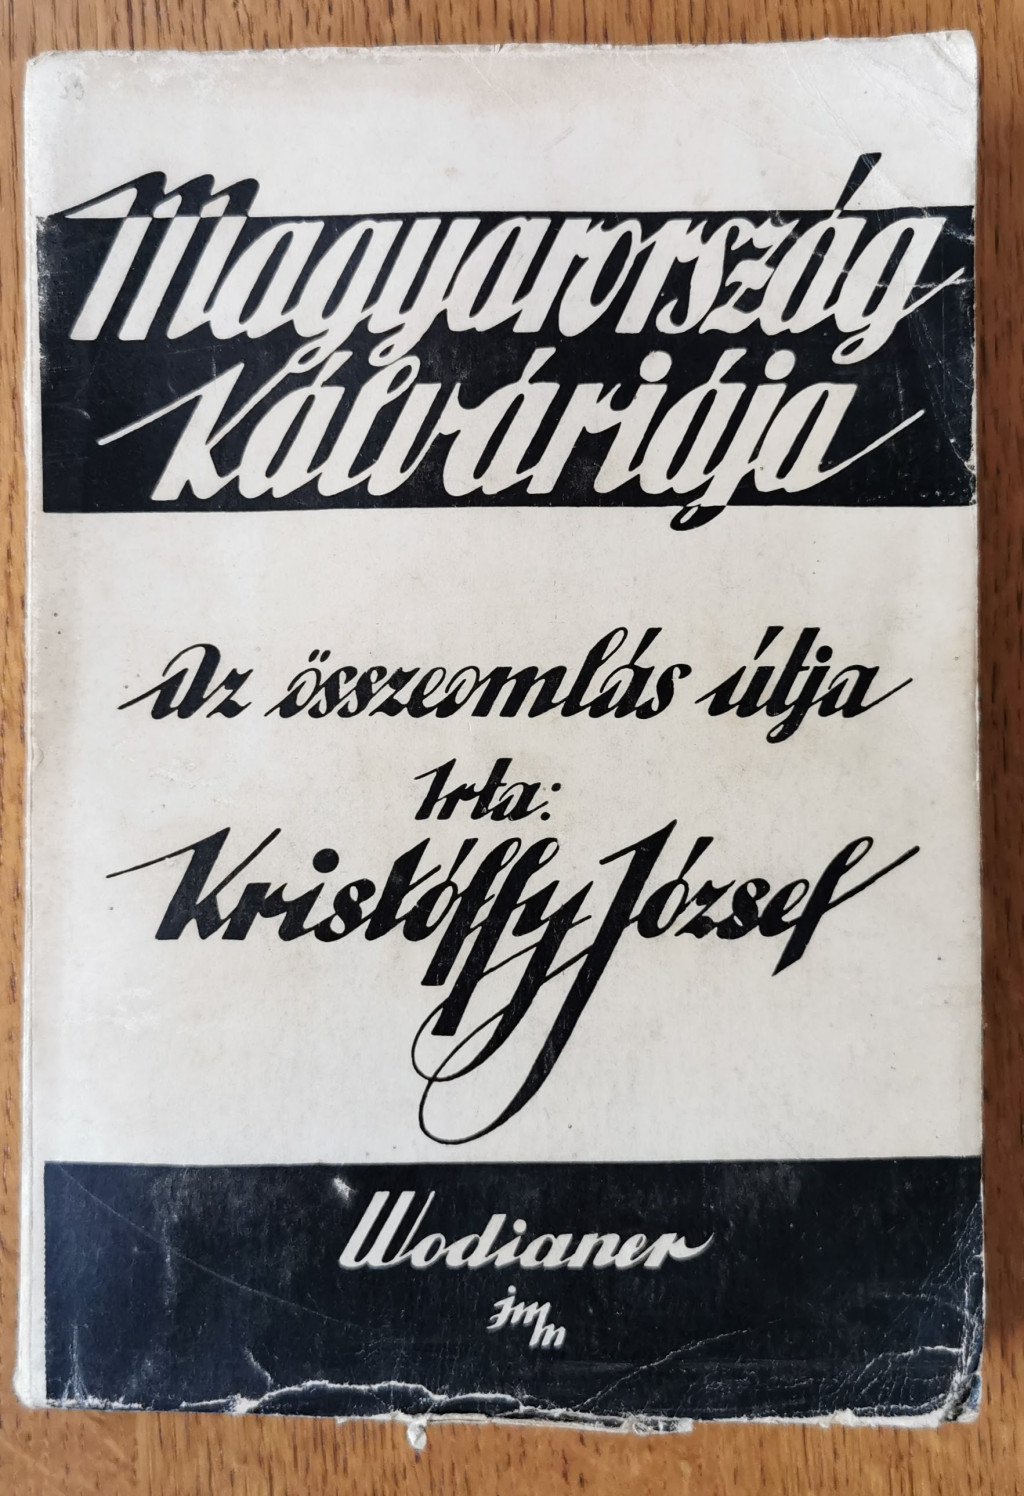 Magyarország
Kálváriája
Az összeomlás útja
Irta:
Kristóffy József
Wodianer